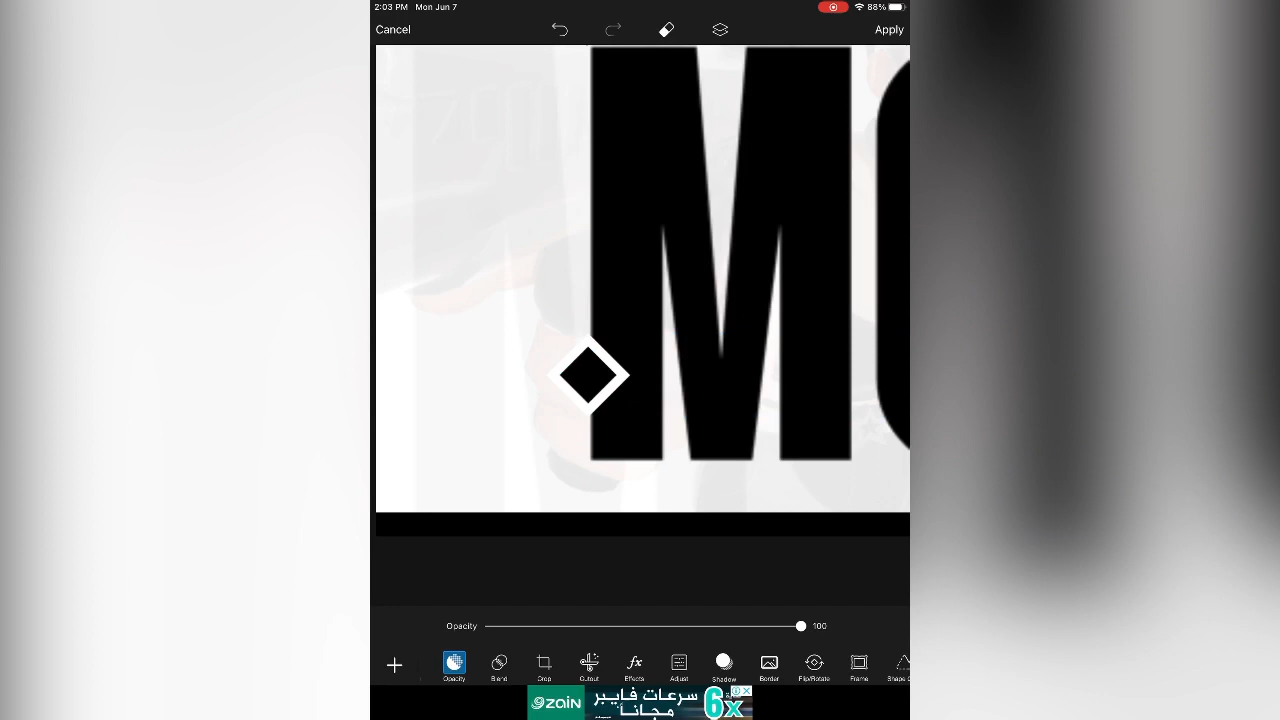 2:03 PM Mon Jun 7
88%
Cancel
Apply
M
Opacity
100
Opacity Blend Crop Cutout Effects Adjust Shadow Border Flip/Rotate Frame Shape
zain
سرعات فايبر
مجاناً
6x